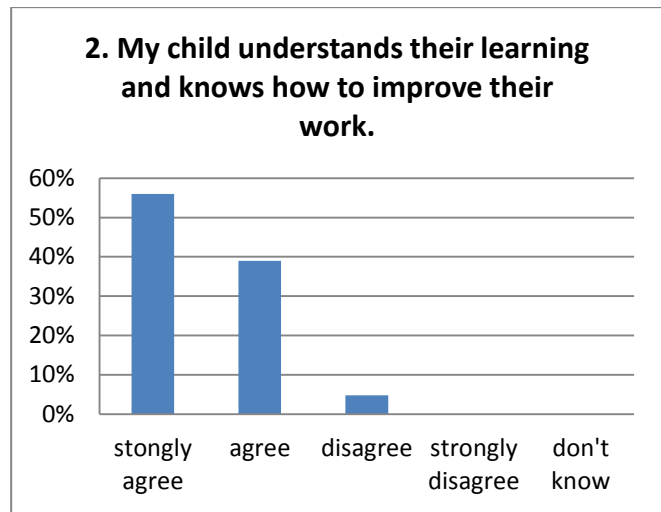 2. My child understands their learning
and knows how to improve their
work.
60%
50%
40%
30%
20%
10%
0%
stongly
agree
agree
disagree
strongly
disagree
don't
know